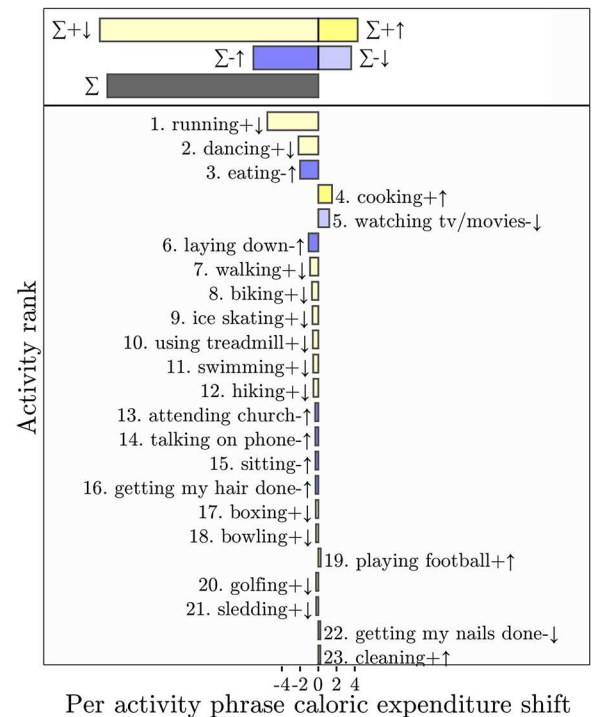 Σ+↓ Σ+↑
Σ-↑ Σ-↓
Σ
1. running+↓
2. dancing+↓
3. eating-↑
4. cooking+↑
5. watching tv/movies-↓
6. laying down-↑
7. walking+↓
8. biking+↓
9. ice skating+↓
10. using treadmill+↓
11. swimming+↓
12. hiking+↓
13. attending church-↑
14. talking on phone-↑
15. sitting-↑
16. getting my hair done-↑
17. boxing+↓
18. bowling+↓
19. playing football+↑
20. golfing+↓
21. sledding+↓
22. getting my nails done-↓
23. cleaning+↑
Activity rank
-4 -2 0 2 4
Per activity phrase caloric expenditure shift